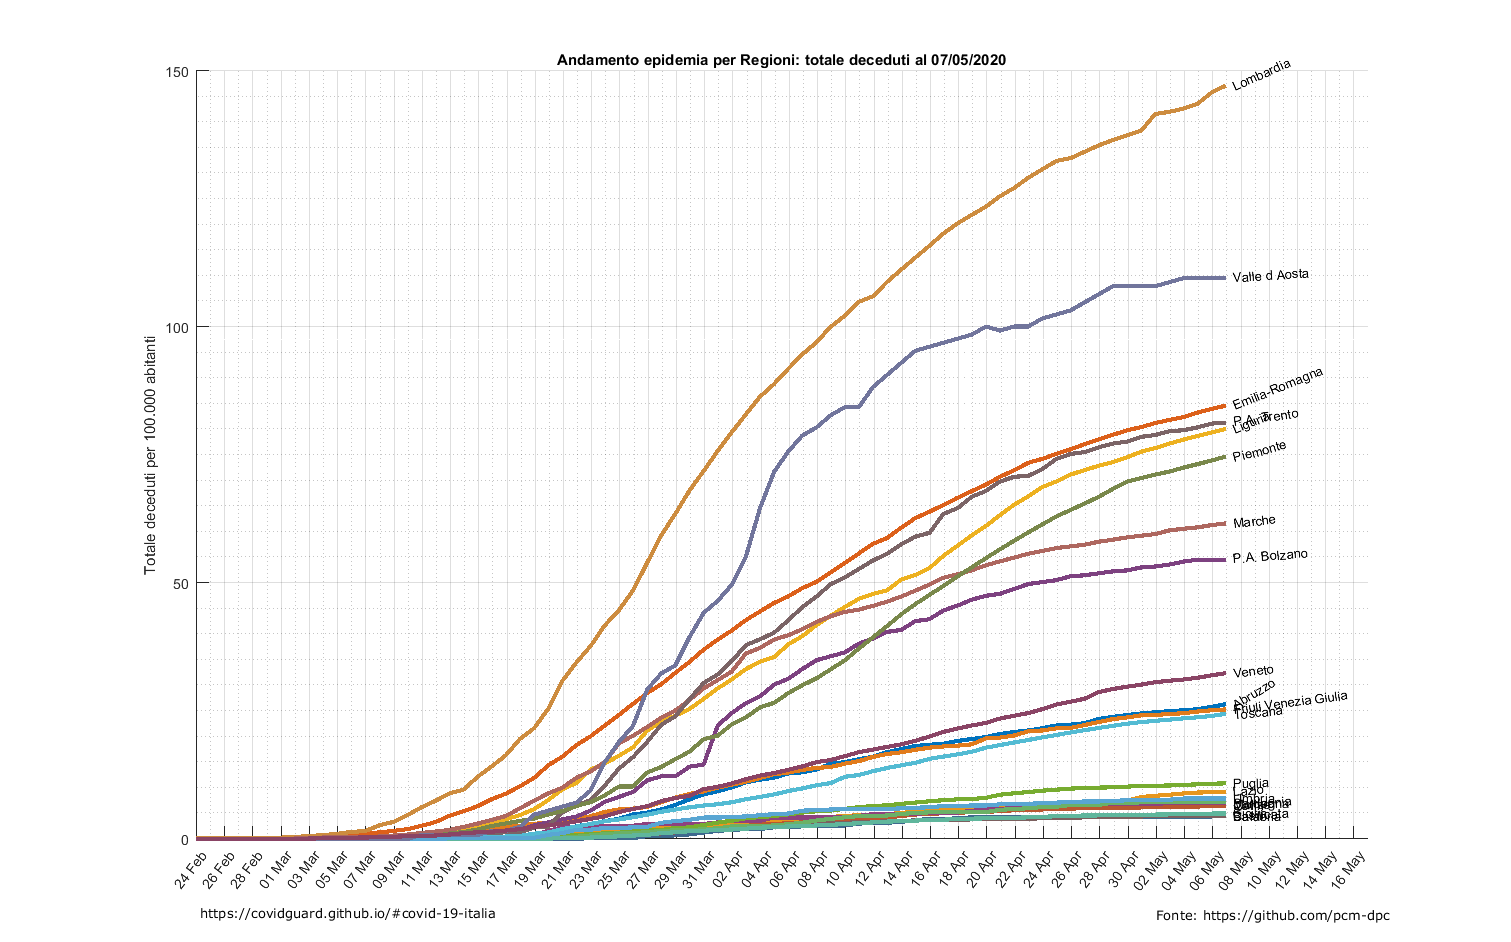 Andamento epidemia per Regioni: totale deceduti al 07/05/2020
Totale deceduti per 100.000 abitanti
150
100
50
0
Lombardia
Valle d Aosta
Emilia-Romagna
P.A. Trento
Liguria
Piemonte
Marche
P.A. Bolzano
Veneto
Abruzzo
Friuli Venezia Giulia
Toscana
Puglia
Lazio
24 Feb
26 Feb
28 Feb
01 Mar
03 Mar
05 Mar
07 Mar
09 Mar
11 Mar
13 Mar
15 Mar
17 Mar
19 Mar
21 Mar
23 Mar
25 Mar
27 Mar
29 Mar
31 Mar
02 Apr
04 Apr
06 Apr
08 Apr
10 Apr
12 Apr
14 Apr
16 Apr
18 Apr
20 Apr
22 Apr
24 Apr
26 Apr
28 Apr
30 Apr
02 May
04 May
06 May
08 May
10 May
12 May
14 May
16 May
https://covidguard.github.io/#covid-19-italia
Fonte: https://github.com/pcm-dpc